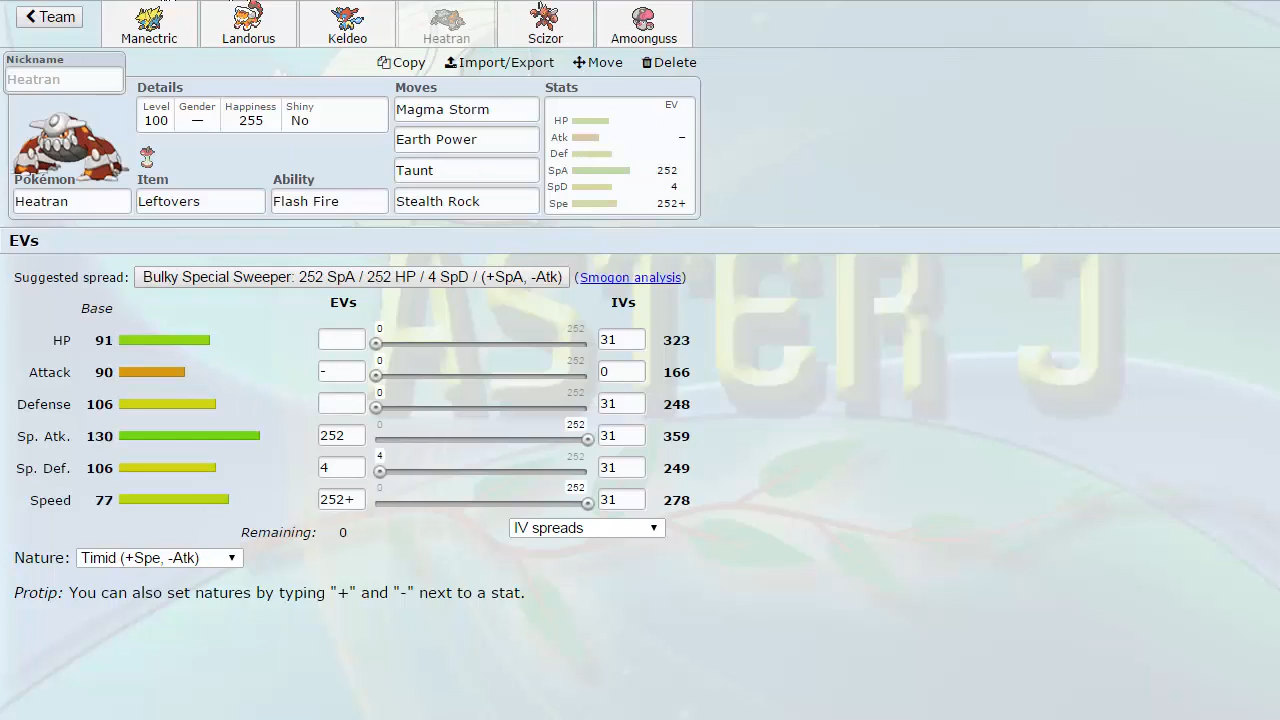 Team
Manectric
Landorus
Keldeo
Heatran
Scizor
Amoonguss
Nickname
Heatran
Copy Import/Export Move Delete
Details Moves Stats
Level Gender Happiness Shiny
100 — 255 No
Magma Storm
Earth Power
Taunt
Stealth Rock
EV
HP
Atk –
Def
SpA 252
SpD 4
Spe 252+
Pokémon Item Ability
Heatran Leftovers Flash Fire
EVs
Suggested spread: Bulky Special Sweeper: 252 SpA / 252 HP / 4 SpD / (+SpA, -Atk) (Smogon analysis)
Base EVs IVs
HP 91 0 252 31 323
Attack 90 - 0 252 0 166
Defense 106 0 252 31 248
Sp. Atk. 130 252 0 252 31 359
Sp. Def. 106 4 4 252 31 249
Speed 77 252+ 0 252 31 278
Remaining: 0 IV spreads
Nature: Timid (+Spe, -Atk)
Protip: You can also set natures by typing "+" and "-" next to a stat.
ASTER J